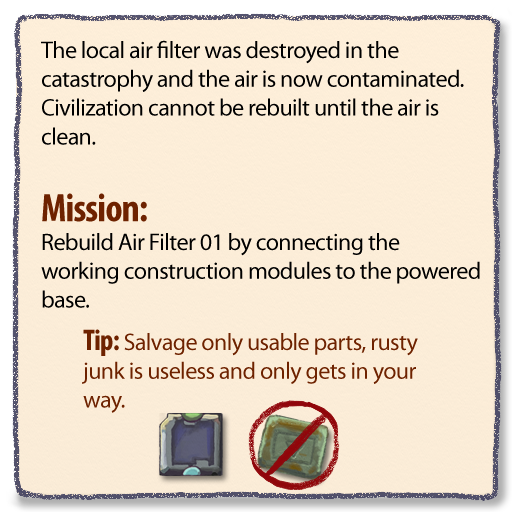 The local air filter was destroyed in the
catastrophy and the air is now contaminated.
Civilization cannot be rebuilt until the air is
clean.
Mission:
Rebuild Air Filter 01 by connecting the
working construction modules to the powered
base.
Tip: Salvage only usable parts, rusty
junk is useless and only gets in your
way.